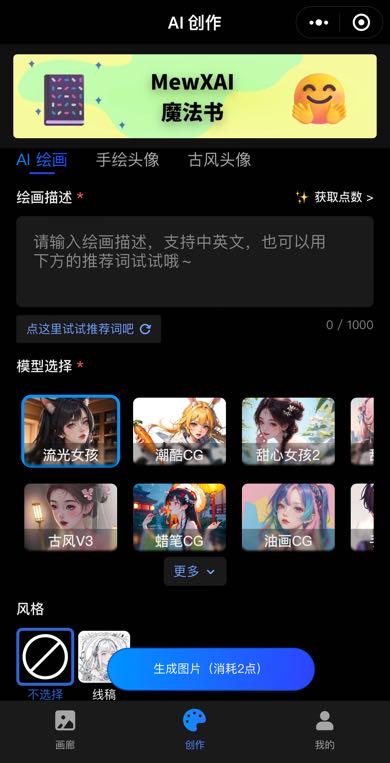 AI 创作
MewXAI
魔法书
AI 绘画 手绘头像 古风头像
绘画描述 * ✨ 获取点数 >
请输入绘画描述，支持中英文，也可以用
下方的推荐词试试哦～
点这里试试推荐词吧 0 / 1000
模型选择 *
流光女孩 潮酷CG 甜心女孩2
古风V3 蜡笔CG 油画CG
更多
风格
生成图片（消耗2点）
不选择 线稿
画廊 创作 我的